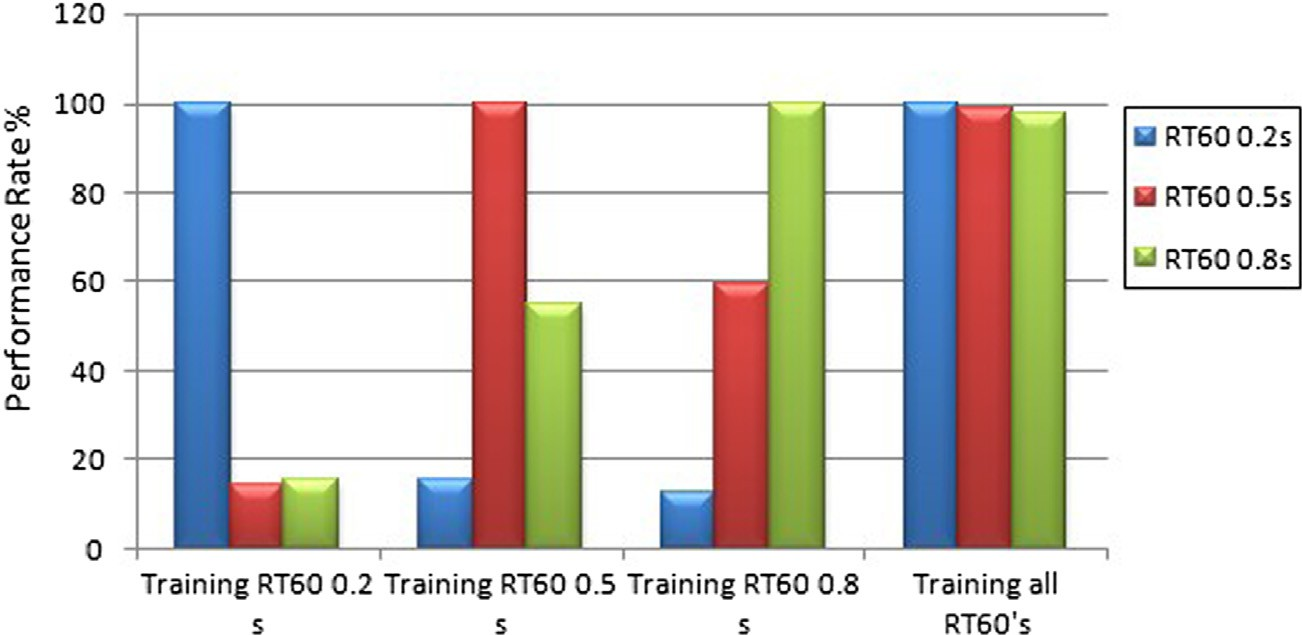 120
100
80
60
40
20
0
Performance Rate %
Training RT60 0.2
s
Training RT60 0.5
s
Training RT60 0.8
s
Training all
RT60's
RT60 0.2s
RT60 0.5s
RT60 0.8s